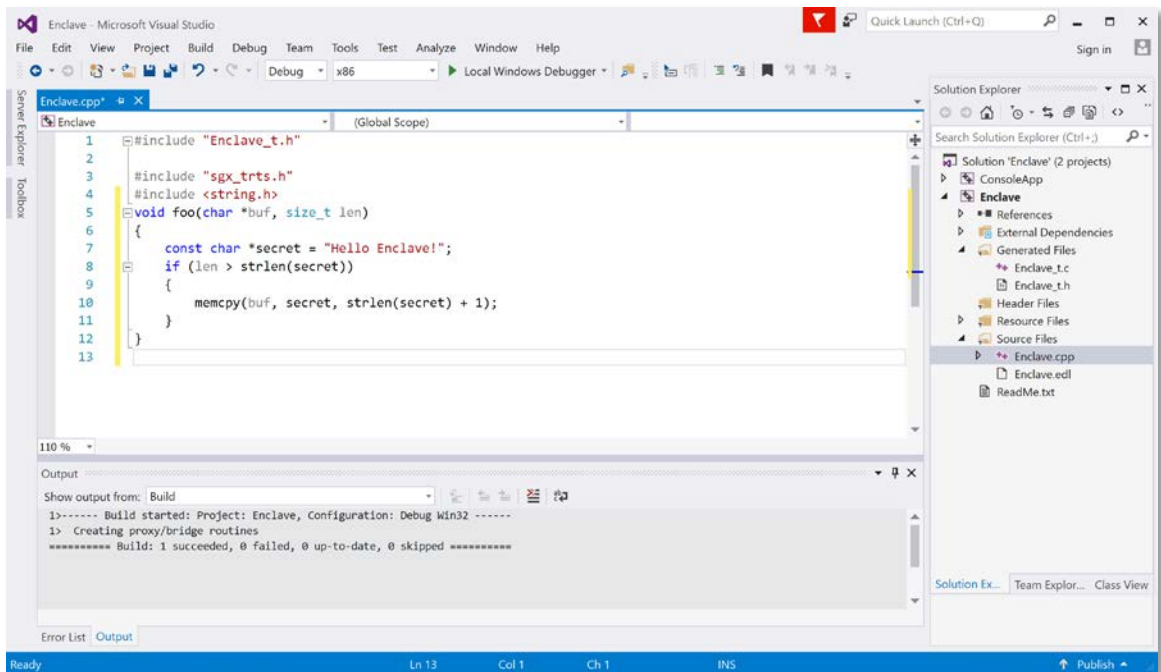 Enclave - Microsoft Visual Studio
Quick Launch (Ctrl+Q)
File Edit View Project Build Debug Team Tools Test Analyze Window Help
Sign in
Debug x86 Local Windows Debugger
Server Explorer
Toolbox
Enclave.cpp*
Enclave (Global Scope)
1 #include "Enclave_t.h"
2
3 #include "sgx_trts.h"
4 #include <string.h>
5 void foo(char *buf, size_t len)
6 {
7 const char *secret = "Hello Enclave!";
8 if (len > strlen(secret))
9 {
10 memcpy(buf, secret, strlen(secret) + 1);
11 }
12 }
13
110 %
Solution Explorer
Search Solution Explorer (Ctrl+;)
Solution 'Enclave' (2 projects)
ConsoleApp
Enclave
References
External Dependencies
Generated Files
Enclave_t.c
Enclave_t.h
Header Files
Resource Files
Source Files
Enclave.cpp
Enclave.edl
ReadMe.txt
Solution Ex... Team Explor... Class View
Output
Show output from: Build
1>------ Build started: Project: Enclave, Configuration: Debug Win32 ------
1> Creating proxy/bridge routines
========== Build: 1 succeeded, 0 failed, 0 up-to-date, 0 skipped ==========
Error List Output
Ready Ln 13 Col 1 Ch 1 INS Publish